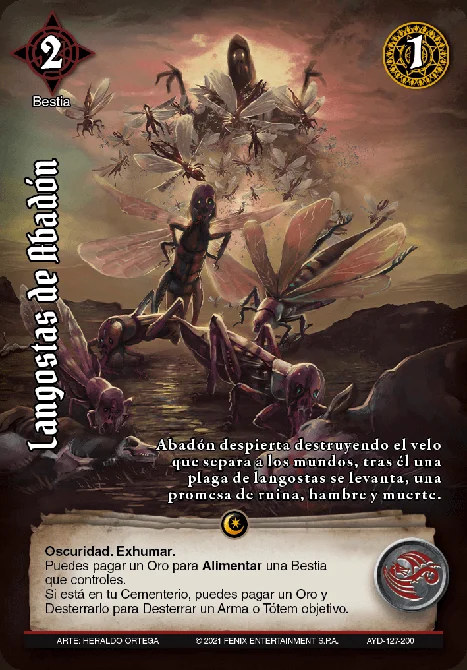 2
1
Bestia
Langostas de Abadón
Abadón despierta destruyendo el velo
que separa a los mundos, tras él una
plaga de langostas se levanta, una
promesa de ruina, hambre y muerte.
Oscuridad. Exhumar.
Puedes pagar un Oro para Alimentar una Bestia
que controles.
Si está en tu Cementerio, puedes pagar un Oro y
Desterrarlo para Desterrar un Arma o Tótem objetivo.
ARTE: HERALDO ORTEGA © 2021 FENIX ENTERTAINMENT S.P.A. AYD-127-200